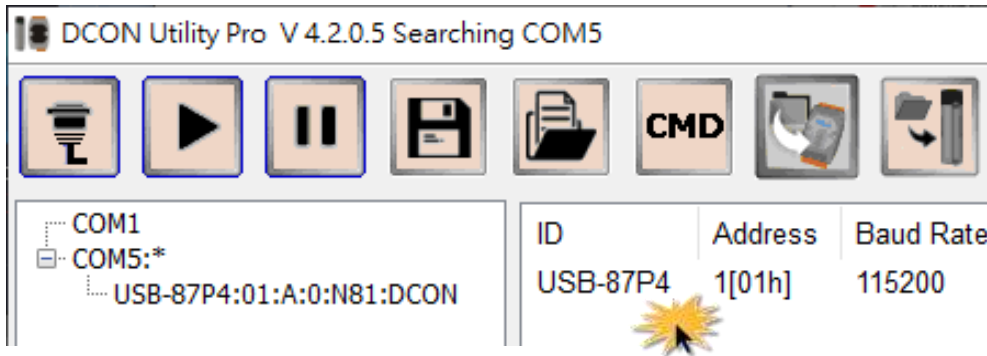 DCON Utility Pro V 4.2.0.5 Searching COM5
CMD
COM1
COM5:*
USB-87P4:01:A:0:N81:DCON
ID Address Baud Rate
USB-87P4 1[01h] 115200